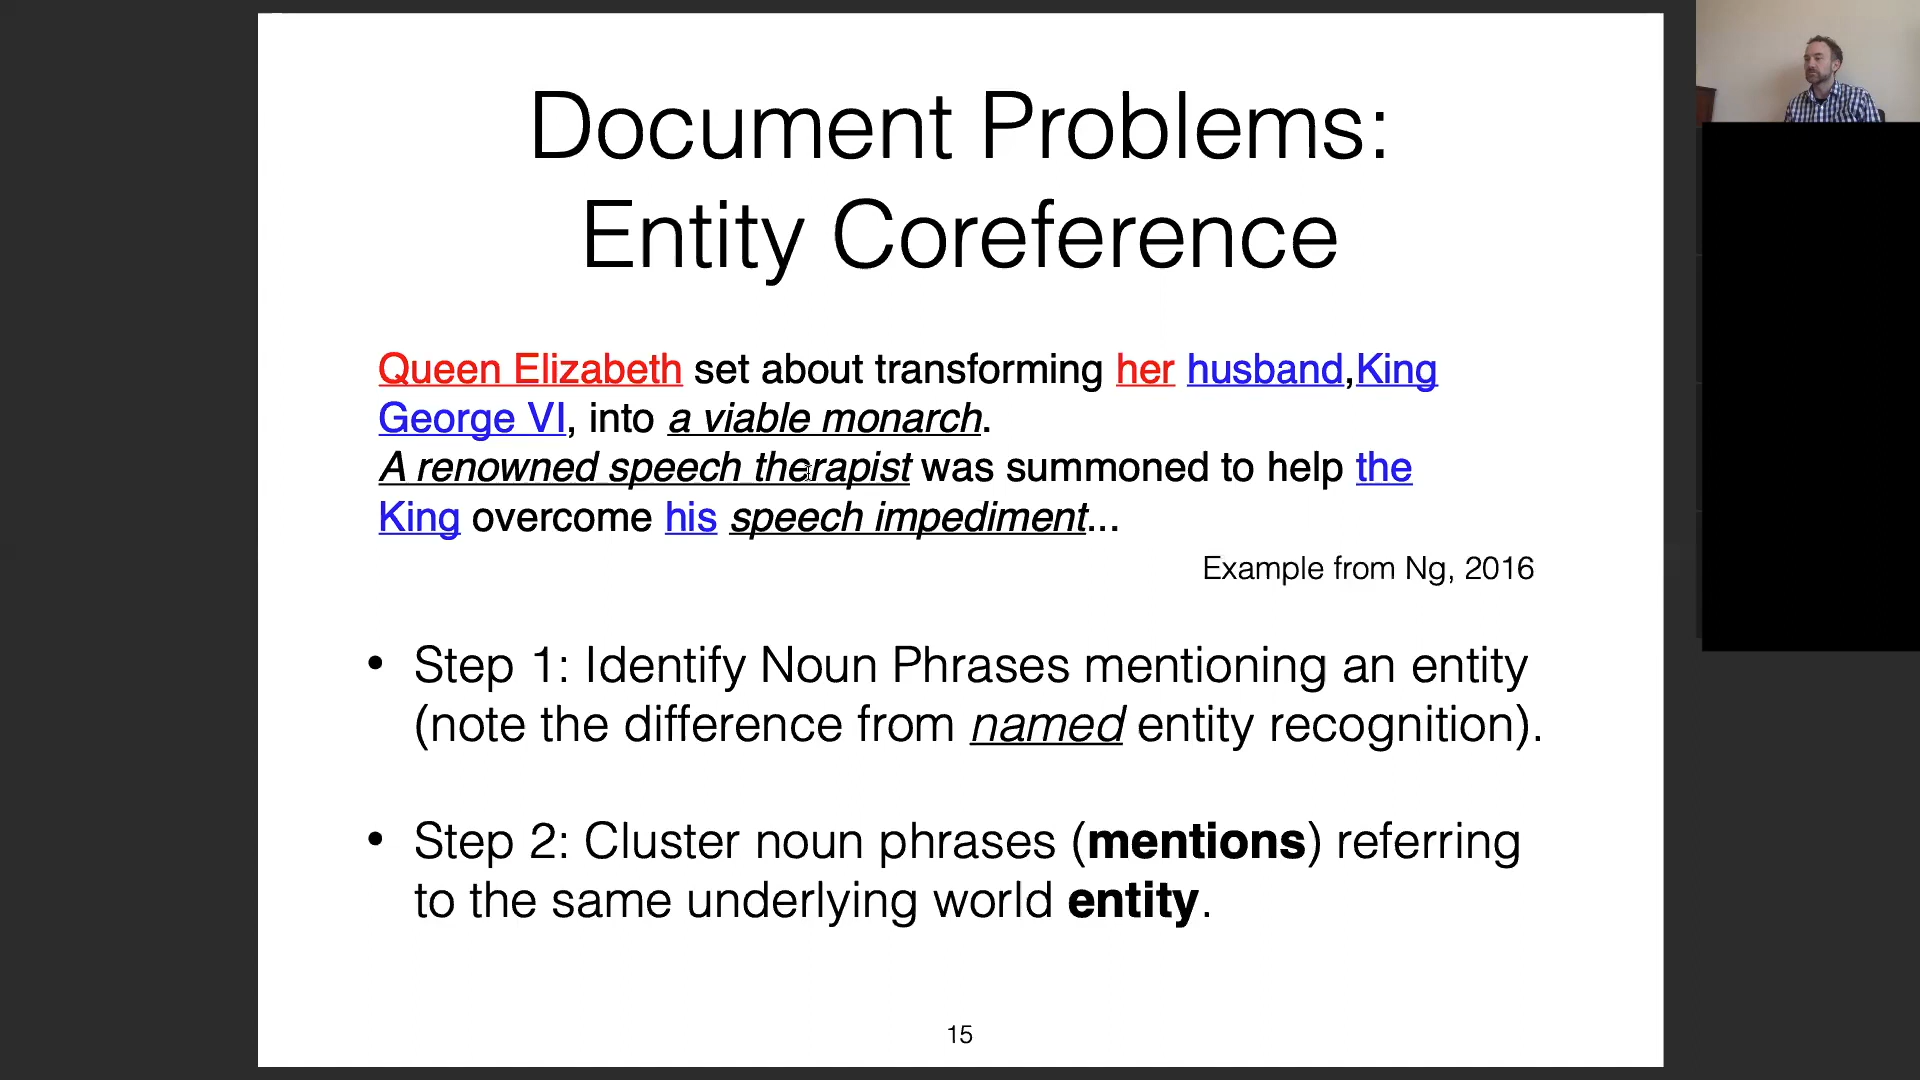 Document Problems:
Entity Coreference
Queen Elizabeth set about transforming her husband,King
George VI, into a viable monarch.
A renowned speech therapist was summoned to help the
King overcome his speech impediment...
Example from Ng, 2016
• Step 1: Identify Noun Phrases mentioning an entity
(note the difference from named entity recognition).
• Step 2: Cluster noun phrases (mentions) referring
to the same underlying world entity.
15